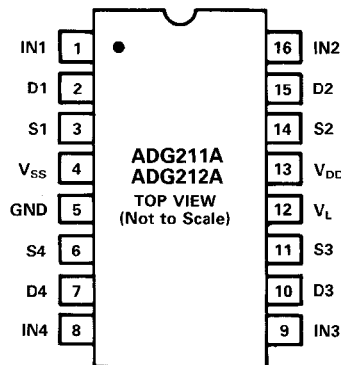 IN1 1 16 IN2
D1 2 15 D2
S1 3 14 S2
VSS 4 13 VDD
GND 5 12 VL
S4 6 11 S3
D4 7 10 D3
IN4 8 9 IN3
ADG211A
ADG212A
TOP VIEW
(Not to Scale)